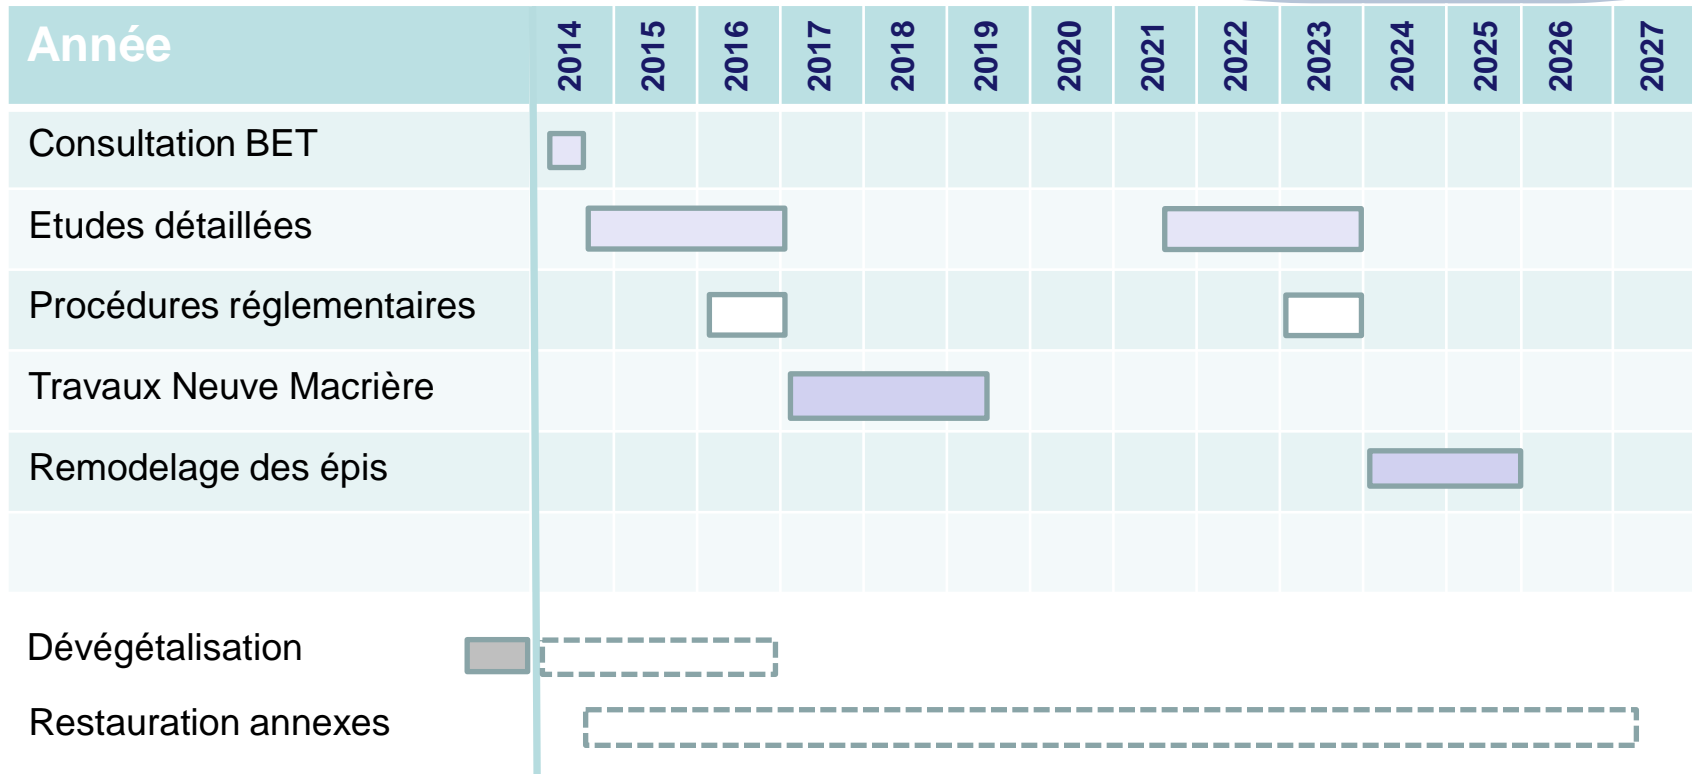 Année 2014 2015 2016 2017 2018 2019 2020 2021 2022 2023 2024 2025 2026 2027
Consultation BET
Etudes détaillées
Procédures réglementaires
Travaux Neuve Macrière
Remodelage des épis
Dévégétalisation
Restauration annexes